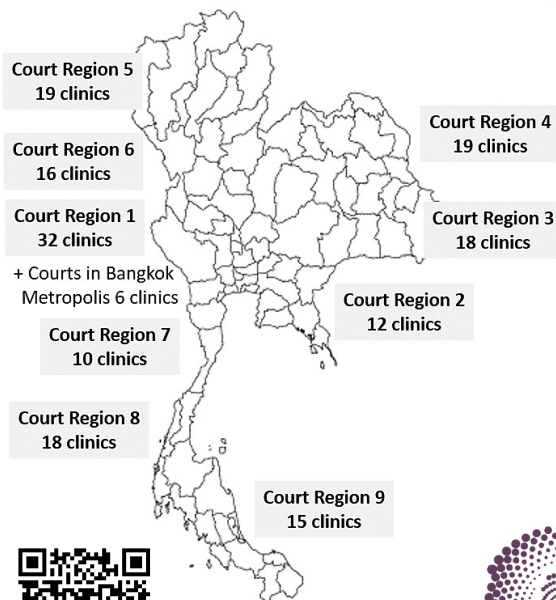 Court Region 5
19 clinics
Court Region 4
19 clinics
Court Region 6
16 clinics
Court Region 1
32 clinics
+ Courts in Bangkok
Metropolis 6 clinics
Court Region 3
18 clinics
Court Region 2
12 clinics
Court Region 7
10 clinics
Court Region 8
18 clinics
Court Region 9
15 clinics